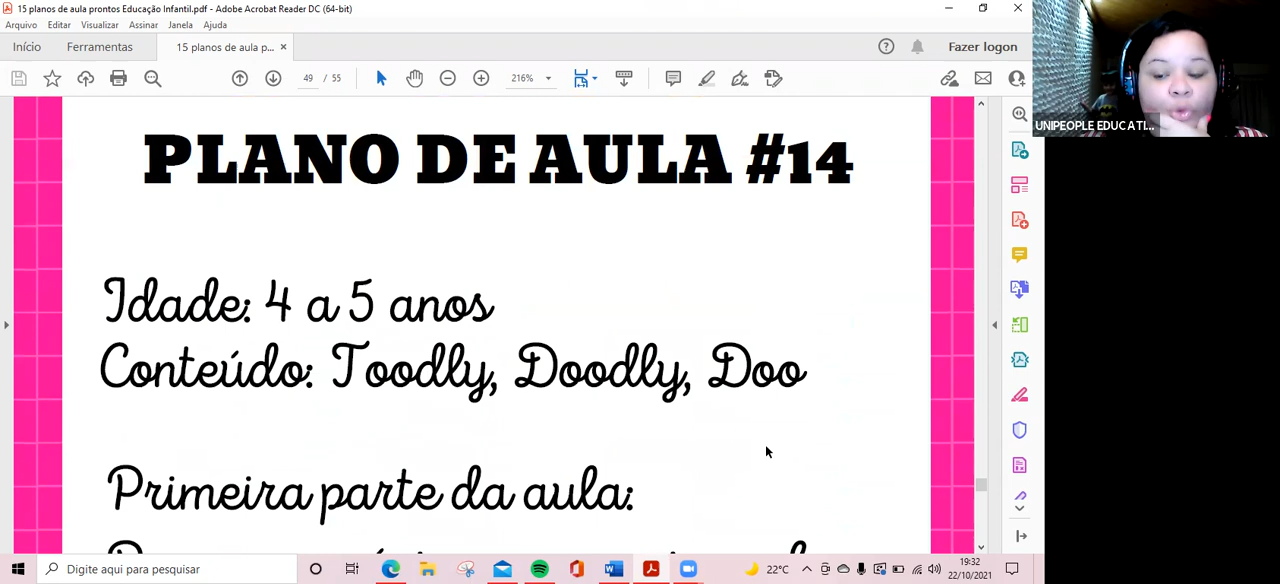 15 planos de aula prontos Educação Infantil.pdf - Adobe Acrobat Reader DC (64-bit)
Arquivo Editar Visualizar Assinar Janela Ajuda
Início Ferramentas 15 planos de aula p... × Fazer logon
49 / 55 216%
UNIPEOPLE EDUCATI...
PLANO DE AULA #14
Idade: 4 a 5 anos
Conteúdo: Toodly, Doodly, Doo
Primeira parte da aula:
Digite aqui para pesquisar 22°C 19:32
22/10/2021